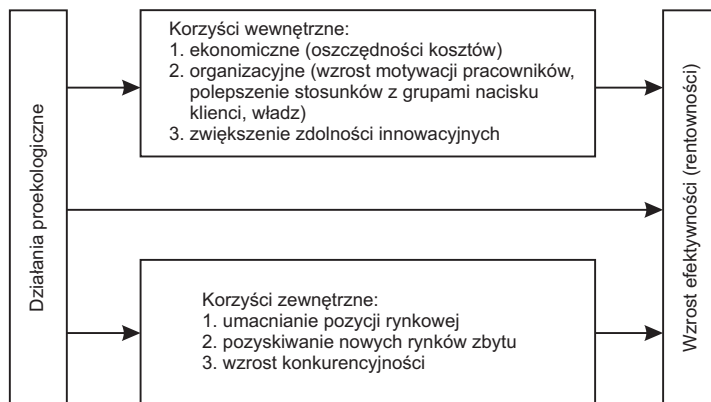 Działania proekologiczne
Korzyści wewnętrzne:
1. ekonomiczne (oszczędności kosztów)
2. organizacyjne (wzrost motywacji pracowników,
polepszenie stosunków z grupami nacisku
klienci, władz)
3. zwiększenie zdolności innowacyjnych
Korzyści zewnętrzne:
1. umacnianie pozycji rynkowej
2. pozyskiwanie nowych rynków zbytu
3. wzrost konkurencyjności
Wzrost efektywności (rentowności)